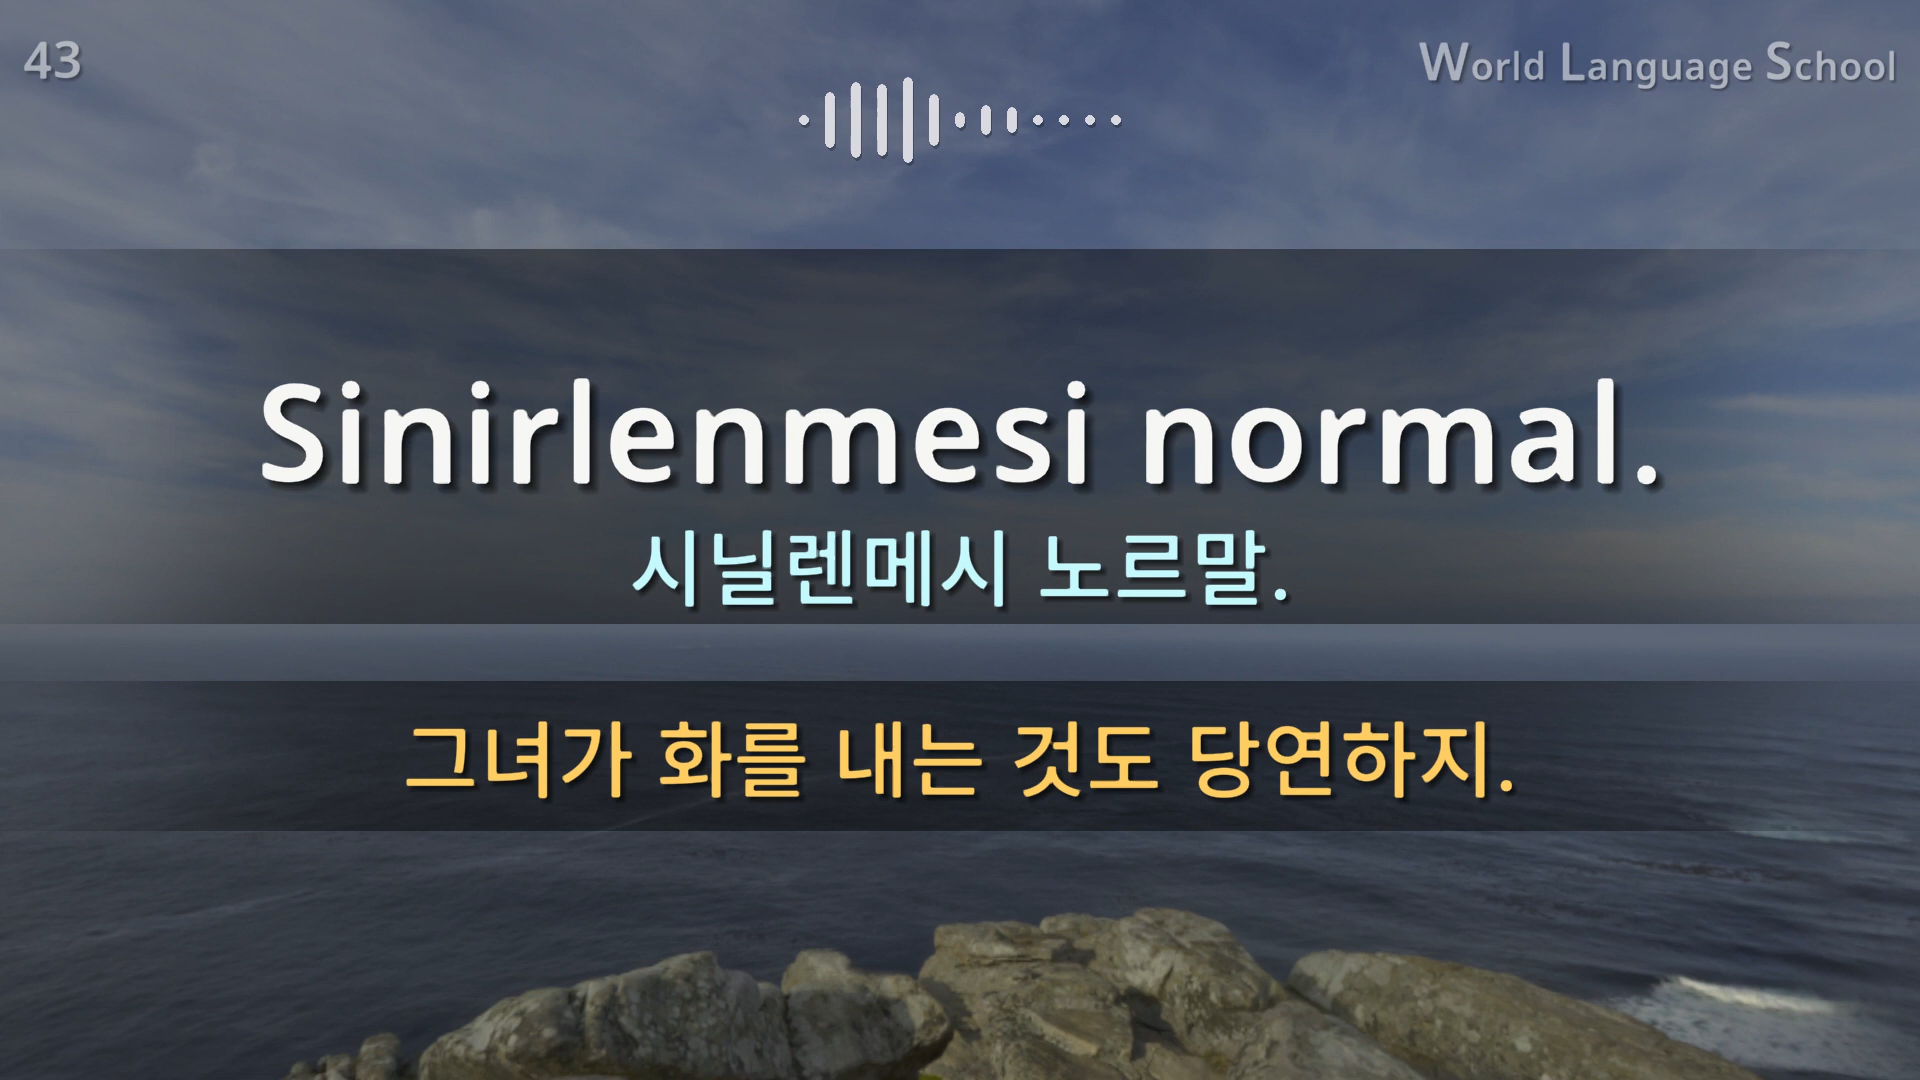 43
World Language School
Sinirlenmesi normal.
시닐렌메시 노르말.
그녀가 화를 내는 것도 당연하지.